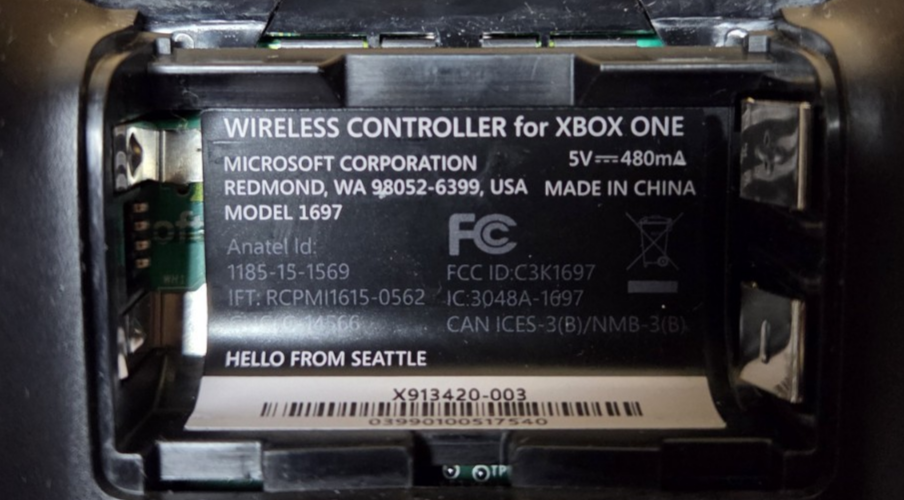 WIRELESS CONTROLLER for XBOX ONE
MICROSOFT CORPORATION
5V⎓480mA
REDMOND, WA 98052-6399, USA MADE IN CHINA
MODEL 1697
FC
Anatel Id:
1185-15-1569
FCC ID:C3K1697
IFT: RCPMI1615-0562
IC:3048A-1697
14566
CAN ICES-3(B)/NMB-3(B)
HELLO FROM SEATTLE
X913420-003
03990100517540
TP